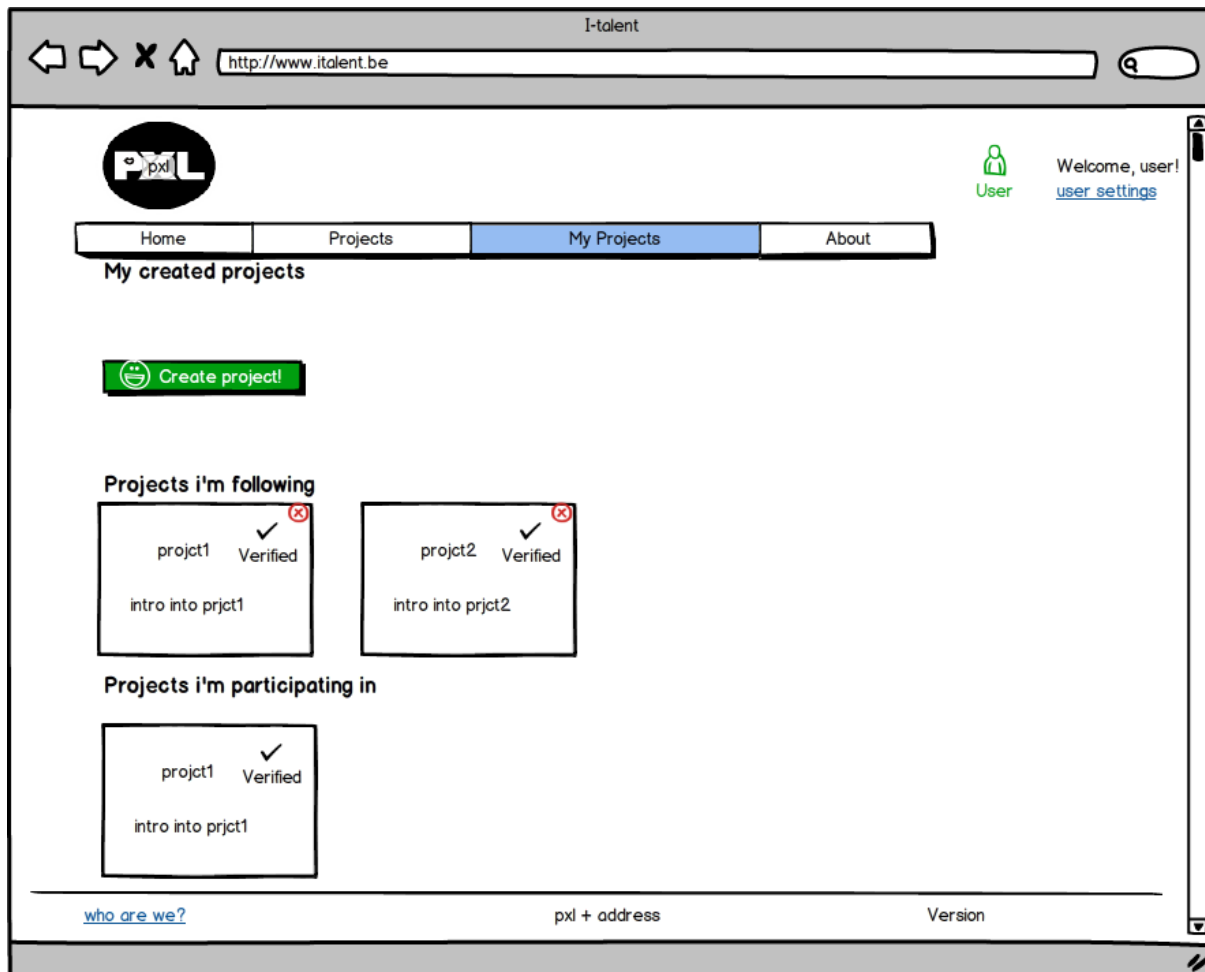 I-talent
http://www.italent.be
PXL
pxl
User
Welcome, user!
user settings
Home Projects My Projects About
My created projects
Create project!
Projects i'm following
projct1 Verified
intro into prjct1
projct2 Verified
intro into prjct2
Projects i'm participating in
projct1 Verified
intro into prjct1
who are we? pxl + address Version